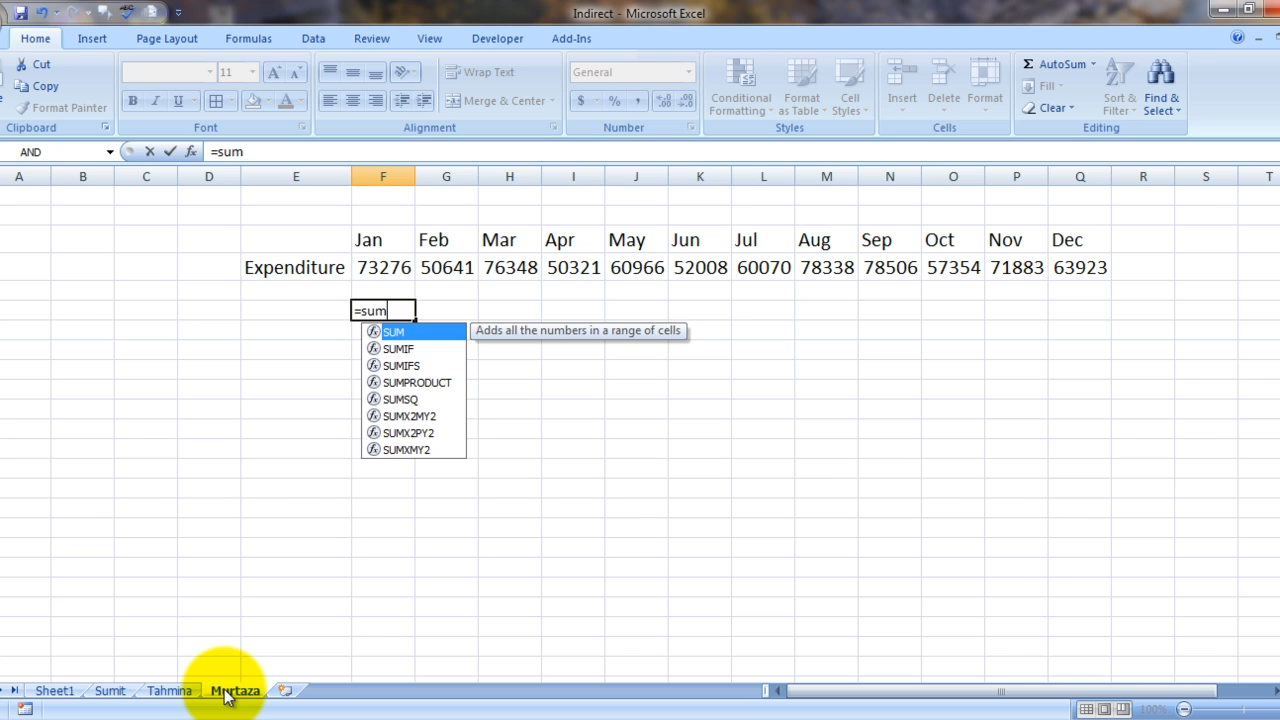 Indirect - Microsoft Excel
Home Insert Page Layout Formulas Data Review View Developer Add-Ins
Cut
Copy
Format Painter
Clipboard
11
B I U
A A A
Font
Wrap Text
Merge & Center
Alignment
General
$ % ,
Number
Conditional Formatting
Format as Table
Cell Styles
Styles
Insert Delete Format
Cells
Σ AutoSum
Fill
Clear
Sort & Filter
Find & Select
Editing
AND fx =sum
A B C D E F G H I J K L M N O P Q R S T
Jan Feb Mar Apr May Jun Jul Aug Sep Oct Nov Dec
Expenditure 73276 50641 76348 50321 60966 52008 60070 78338 78506 57354 71883 63923
=sum
SUM Adds all the numbers in a range of cells
SUMIF
SUMIFS
SUMPRODUCT
SUMSQ
SUMX2MY2
SUMX2PY2
SUMXMY2
Sheet1 Sumit Tahmina Murtaza
100%